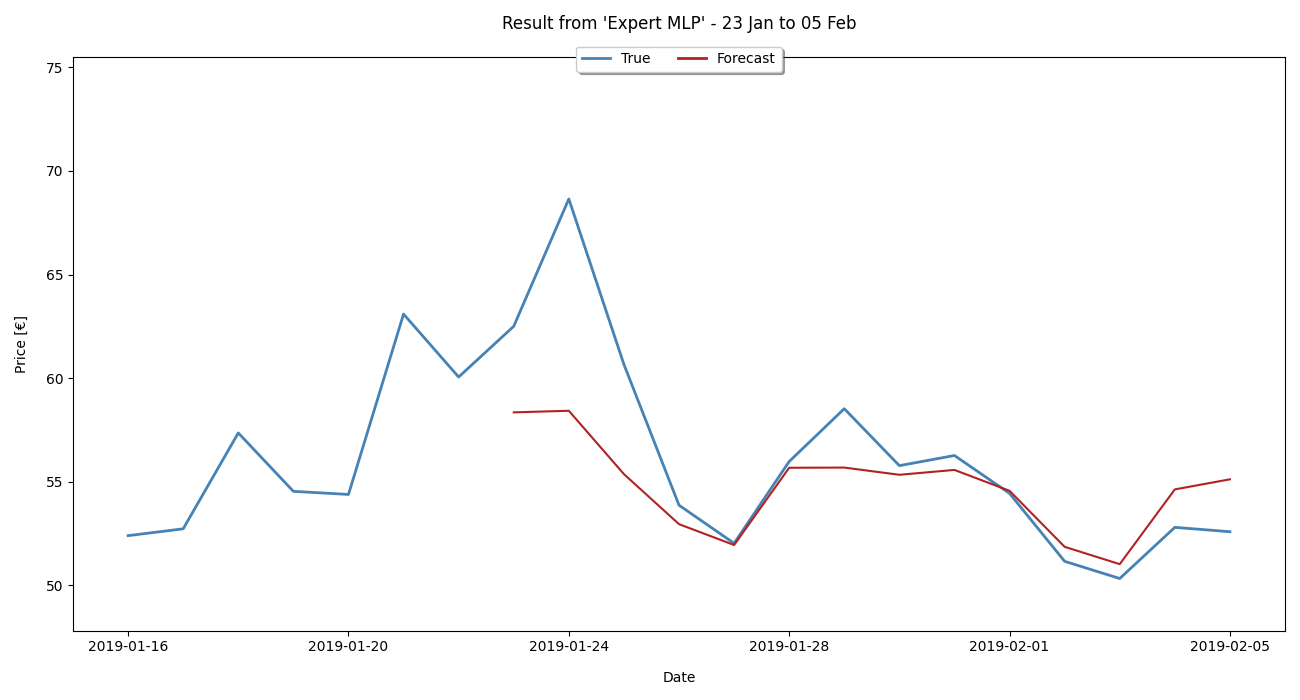 Result from 'Expert MLP' - 23 Jan to 05 Feb
True Forecast
75
70
65
60
55
50
Price [€]
2019-01-16 2019-01-20 2019-01-24 2019-01-28 2019-02-01 2019-02-05
Date